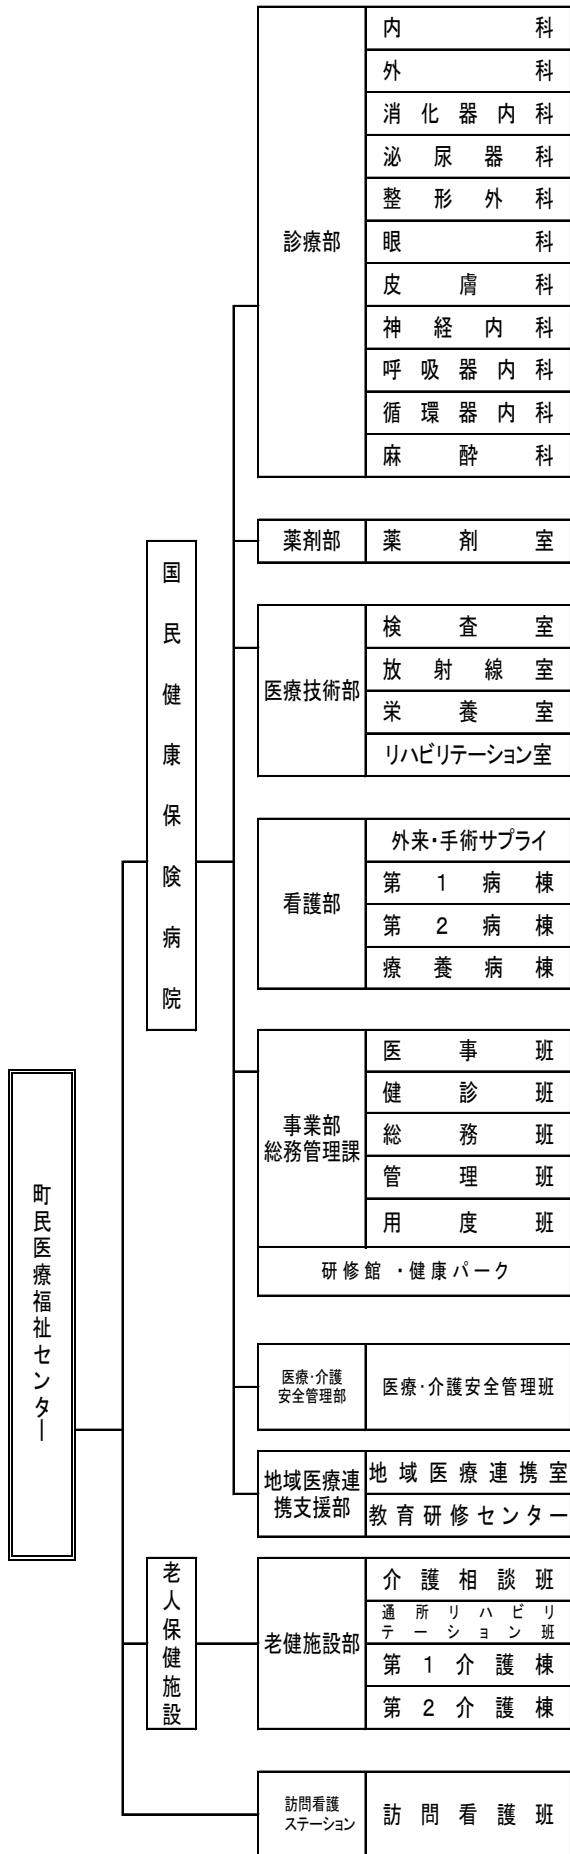 町民医療福祉センター
国民健康保険病院
診療部
内科
外科
消化器内科
泌尿器科
整形外科
眼科
皮膚科
神経内科
呼吸器内科
循環器内科
麻酔科
薬剤部
薬剤室
医療技術部
検査室
放射線室
栄養室
リハビリテーション室
看護部
外来・手術サプライ
第1病棟
第2病棟
療養病棟
事業部
総務管理課
医事班
健診班
総務班
管理班
用度班
研修館・健康パーク
医療・介護
安全管理部
医療・介護安全管理班
地域医療連
携支援部
地域医療連携室
教育研修センター
老人保健施設
老健施設部
介護相談班
通所リハビリ
テーション班
第1介護棟
第2介護棟
訪問看護
ステーション
訪問看護班